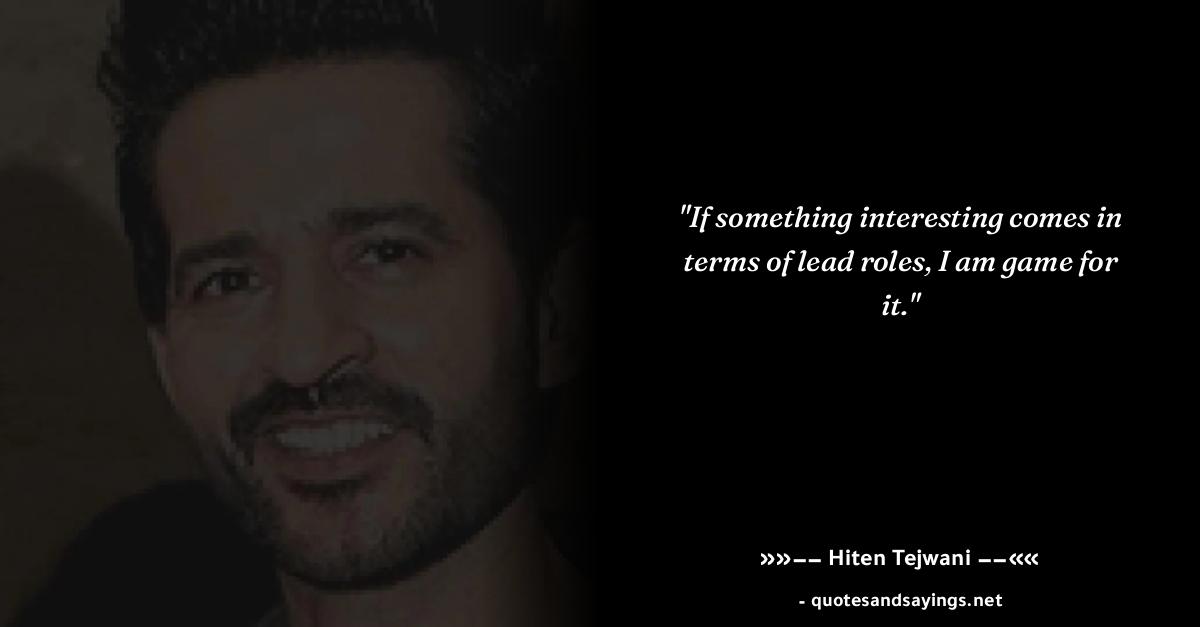 "If something interesting comes in
terms of lead roles, I am game for
it."
»»−− Hiten Tejwani −−««
- quotesandsayings.net